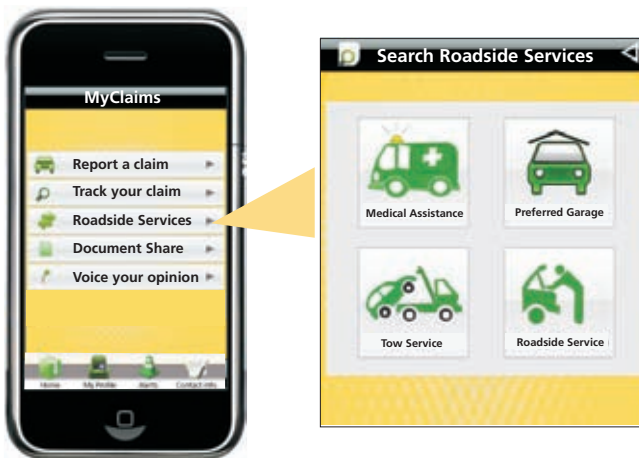 MyClaims
Report a claim
Track your claim
Roadside Services
Document Share
Voice your opinion
Home My Profile Alerts Contact Info
Search Roadside Services
Medical Assistance
Preferred Garage
Tow Service
Roadside Service